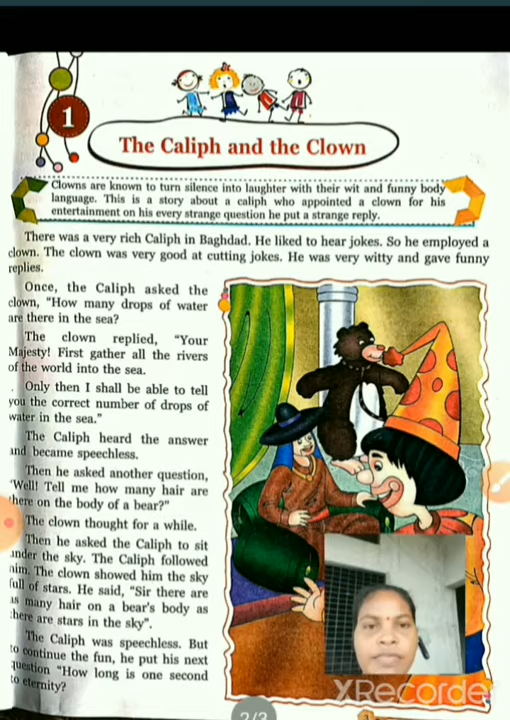 1
The Caliph and the Clown
Clowns are known to turn silence into laughter with their wit and funny body
language. This is a story about a caliph who appointed a clown for his
entertainment on his every strange question he put a strange reply.
There was a very rich Caliph in Baghdad. He liked to hear jokes. So he employed a
clown. The clown was very good at cutting jokes. He was very witty and gave funny
replies.
Once, the Caliph asked the
clown, “How many drops of water
are there in the sea?
The clown replied, “Your
Majesty! First gather all the rivers
of the world into the sea.
Only then I shall be able to tell
you the correct number of drops of
water in the sea.”
The Caliph heard the answer
and became speechless.
Then he asked another question,
‘Well! Tell me how many hair are
there on the body of a bear?”
The clown thought for a while.
Then he asked the Caliph to sit
under the sky. The Caliph followed
him. The clown showed him the sky
full of stars. He said, “Sir there are
as many hair on a bear's body as
there are stars in the sky”.
The Caliph was speechless. But
to continue the fun, he put his next
question “How long is one second
to eternity?
2/3
XRecorder